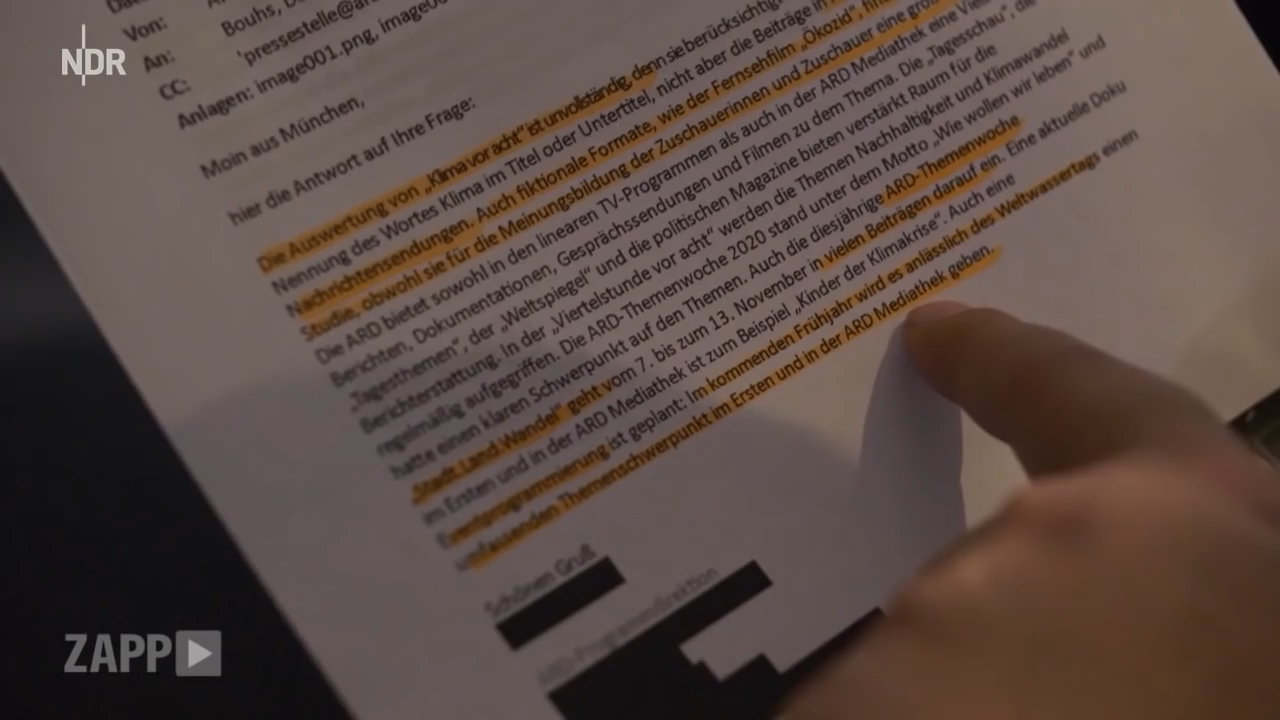 NDR
Von:
Bouhs, D
An:
'pressestelle@ar
CC:
Anlagen: image001.png, image00
Moin aus München,
hier die Antwort auf Ihre Frage:
Die Auswertung von „Klima vor acht“ ist unvollständig, denn sie berücksichtig
Nennung des Wortes Klima im Titel oder Untertitel, nicht aber die Beiträge in
Nachrichtensendungen. Auch fiktionale Formate, wie der Fernsehfilm „Ökozid“,
Studie, obwohl sie für die Meinungsbildung der Zuschauerinnen und Zuschauer eine
Die ARD bietet sowohl in den linearen TV-Programmen als auch in der ARD Mediathek eine
Berichten, Dokumentationen, Gesprächssendungen und Filmen zu dem Thema. Die „Tagesschau“, die
„Tagesthemen“, der „Weltspiegel“ und die politischen Magazine bieten verstärkt Raum für die
Berichterstattung. In der „Viertelstunde vor acht“ werden die Themen Nachhaltigkeit und Klimawandel
regelmäßig aufgegriffen. Die ARD-Themenwoche 2020 stand unter dem Motto „Wie wollen wir leben“ und
hatte einen klaren Schwerpunkt auf den Themen. Auch die diesjährige ARD-Themenwoche
„Stadt.Land.Wandel“ geht vom 7. bis zum 13. November in vielen Beiträgen darauf ein. Eine aktuelle Doku
im Ersten und in der ARD Mediathek ist zum Beispiel „Kinder der Klimakrise“. Auch eine
Eventprogrammierung ist geplant: Im kommenden Frühjahr wird es anlässlich des Weltwassertags einen
umfassenden Themenschwerpunkt im Ersten und in der ARD Mediathek geben.
Schönen Gruß
ARD-Programmdirektion
ZAPP